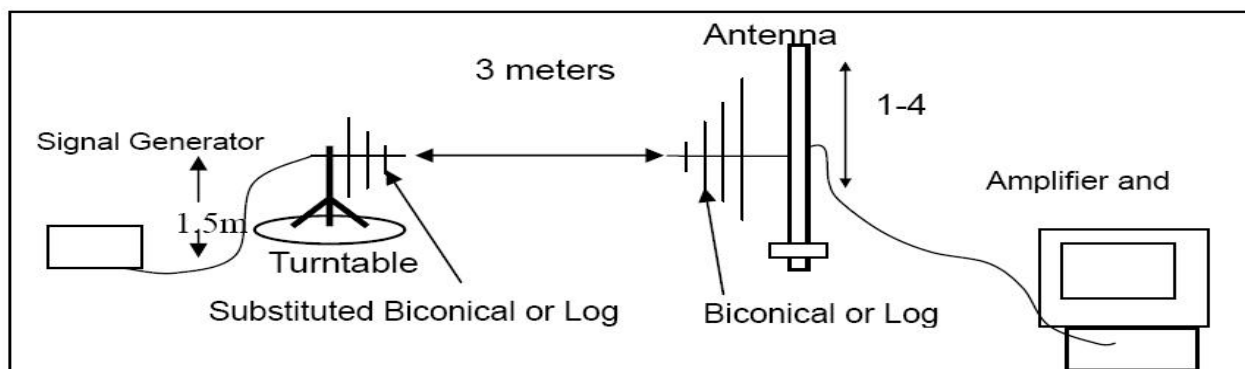 Antenna
3 meters
1-4
Signal Generator
Amplifier and
1.5m
Turntable
Substituted Biconical or Log
Biconical or Log